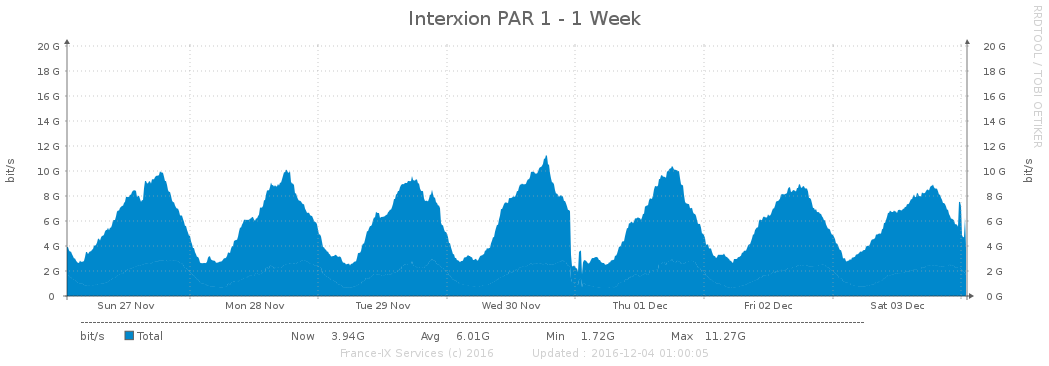 Interxion PAR 1 - 1 Week
RRDTOOL / TOBI OETIKER
20 G 20 G
18 G 18 G
16 G 16 G
14 G 14 G
12 G 12 G
10 G 10 G
8 G 8 G
6 G 6 G
4 G 4 G
2 G 2 G
0 0 G
bit/s bit/s
Sun 27 Nov Mon 28 Nov Tue 29 Nov Wed 30 Nov Thu 01 Dec Fri 02 Dec Sat 03 Dec
bit/s Total Now 3.94G Avg 6.01G Min 1.72G Max 11.27G
France-IX Services (c) 2016 Updated : 2016-12-04 01:00:05